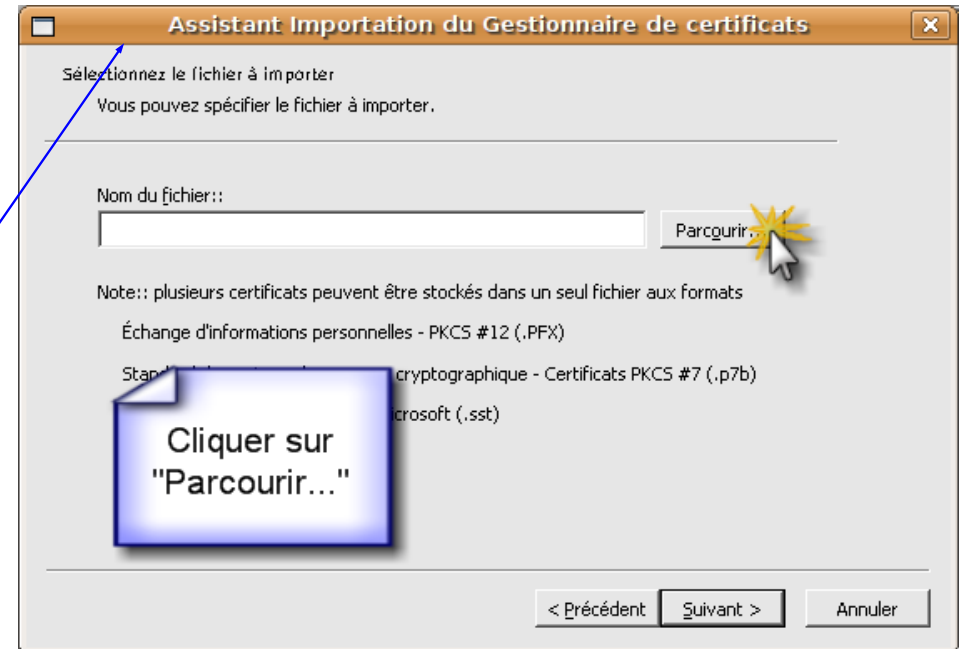 Assistant Importation du Gestionnaire de certificats
Sélectionnez le fichier à importer
Vous pouvez spécifier le fichier à importer.
Nom du fichier::
Parcourir...
Note:: plusieurs certificats peuvent être stockés dans un seul fichier aux formats
Échange d'informations personnelles - PKCS #12 (.PFX)
cryptographique - Certificats PKCS #7 (.p7b)
(.sst)
Cliquer sur
"Parcourir..."
< Précédent
Suivant >
Annuler